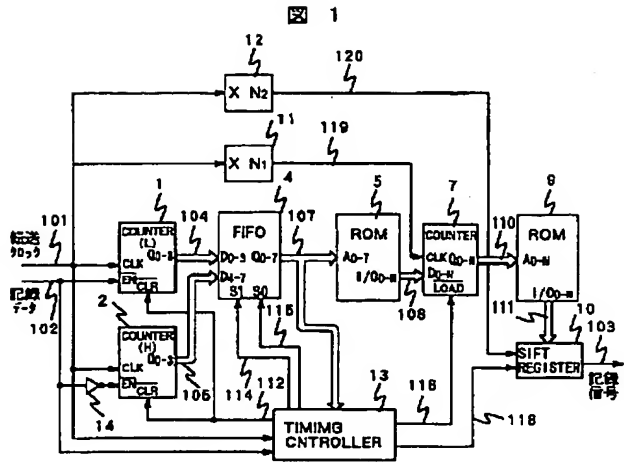 図 1
12
120
X N2
11
119
X N1
1
4
5
7
9
101
転送
クロック
COUNTER
(L)
Q0-3
CLK
EN
CLR
104
FIFO
D0-3 Q0-7
D4-7
S1 S0
107
ROM
A0-7
I/O0-N
108
COUNTER
CLK Q0-N
D0-N
LOAD
110
ROM
A0-N
I/O0-N
111
10
記録
データ
102
2
COUNTER
(H)
Q0-3
CLK
EN
CLR
105
14
114
115
112
13
TIMIMG
CNTROLLER
116
118
SIFT
REGISTER
103
記録
信号